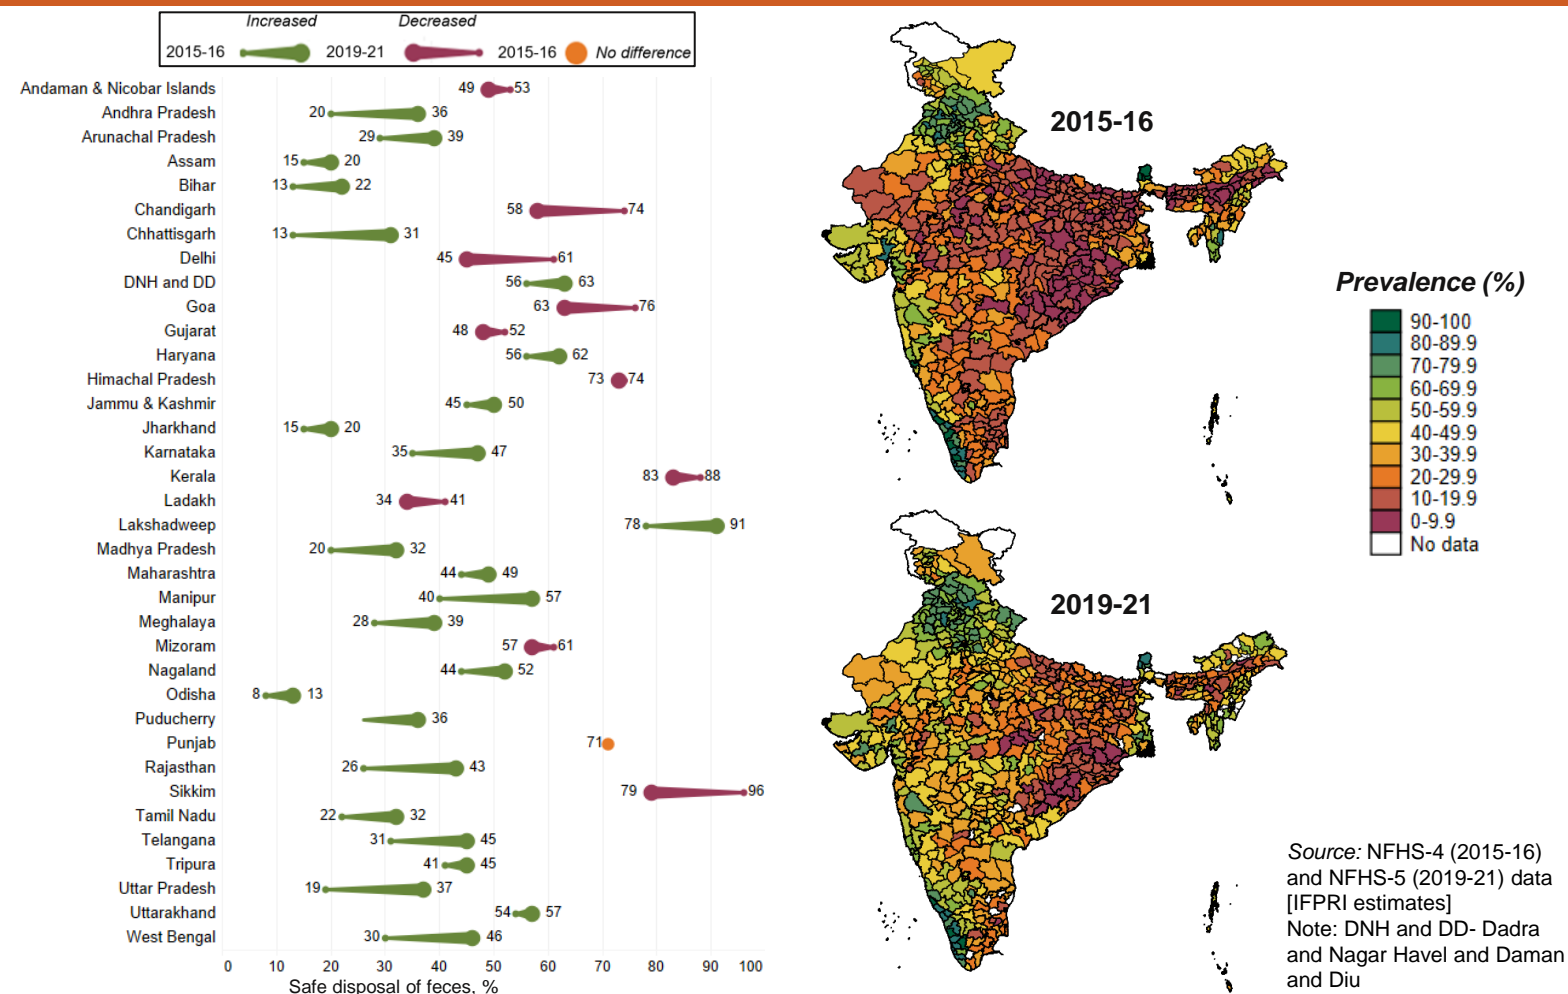 Increased Decreased
2015-16 2019-21 2015-16 No difference
Andaman & Nicobar Islands 49 53
Andhra Pradesh 20 36
Arunachal Pradesh 29 39
Assam 15 20
Bihar 13 22
Chandigarh 58 74
Chhattisgarh 13 31
Delhi 45 61
DNH and DD 56 63
Goa 63 76
Gujarat 48 52
Haryana 56 62
Himachal Pradesh 73 74
Jammu & Kashmir 45 50
Jharkhand 15 20
Karnataka 35 47
Kerala 83 88
Ladakh 34 41
Lakshadweep 78 91
Madhya Pradesh 20 32
Maharashtra 44 49
Manipur 40 57
Meghalaya 28 39
Mizoram 57 61
Nagaland 44 52
Odisha 8 13
Puducherry 36
Punjab 71
Rajasthan 26 43
Sikkim 79 96
Tamil Nadu 22 32
Telangana 31 45
Tripura 41 45
Uttar Pradesh 19 37
Uttarakhand 54 57
West Bengal 30 46
0 10 20 30 40 50 60 70 80 90 100
Safe disposal of feces, %
2015-16
2019-21
Prevalence (%)
90-100
80-89.9
70-79.9
60-69.9
50-59.9
40-49.9
30-39.9
20-29.9
10-19.9
0-9.9
No data
Source: NFHS-4 (2015-16)
and NFHS-5 (2019-21) data
[IFPRI estimates]
Note: DNH and DD- Dadra
and Nagar Havel and Daman
and Diu